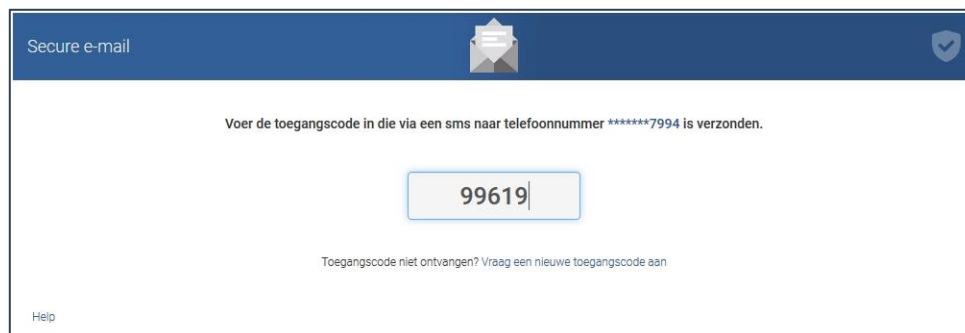 Secure e-mail
Voer de toegangscode in die via een sms naar telefoonnummer *******7994 is verzonden.
99619
Toegangscode niet ontvangen? Vraag een nieuwe toegangscode aan
Help